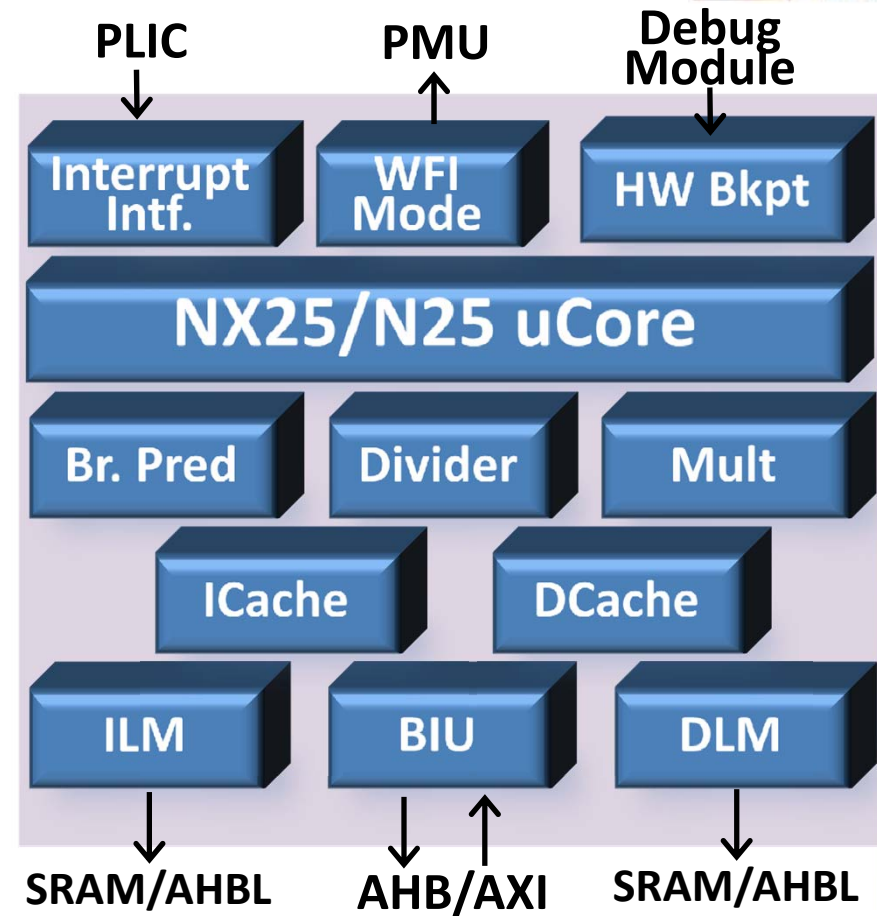 PLIC
PMU
Debug
Module
Interrupt
Intf.
WFI
Mode
HW Bkpt
NX25/N25 uCore
Br. Pred
Divider
Mult
ICache
DCache
ILM
BIU
DLM
SRAM/AHBL
AHB/AXI
SRAM/AHBL